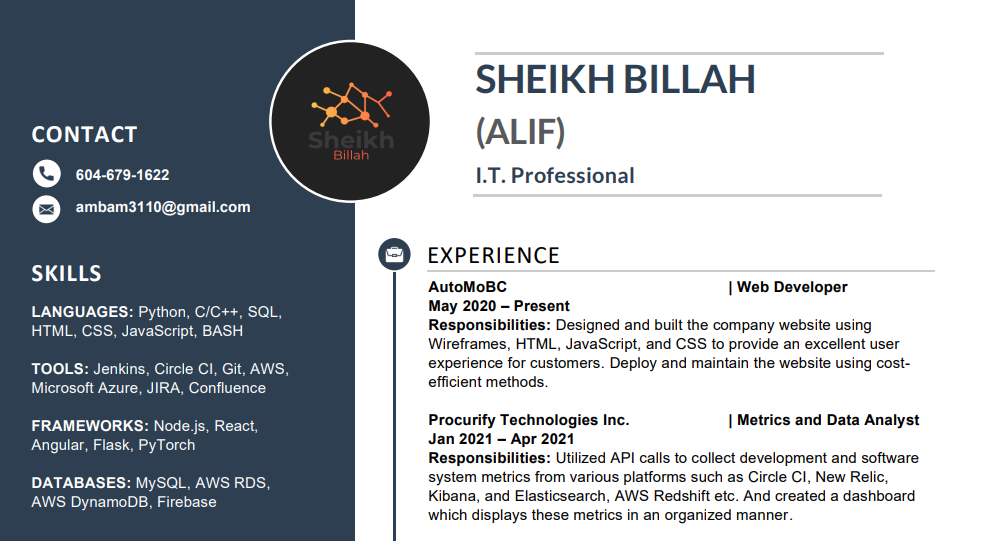 CONTACT
604-679-1622
ambam3110@gmail.com
SKILLS
LANGUAGES: Python, C/C++, SQL,
HTML, CSS, JavaScript, BASH
TOOLS: Jenkins, Circle CI, Git, AWS,
Microsoft Azure, JIRA, Confluence
FRAMEWORKS: Node.js, React,
Angular, Flask, PyTorch
DATABASES: MySQL, AWS RDS,
AWS DynamoDB, Firebase
Sheikh
Billah
SHEIKH BILLAH
(ALIF)
I.T. Professional
EXPERIENCE
AutoMoBC | Web Developer
May 2020 – Present
Responsibilities: Designed and built the company website using
Wireframes, HTML, JavaScript, and CSS to provide an excellent user
experience for customers. Deploy and maintain the website using cost-
efficient methods.
Procurify Technologies Inc. | Metrics and Data Analyst
Jan 2021 – Apr 2021
Responsibilities: Utilized API calls to collect development and software
system metrics from various platforms such as Circle CI, New Relic,
Kibana, and Elasticsearch, AWS Redshift etc. And created a dashboard
which displays these metrics in an organized manner.